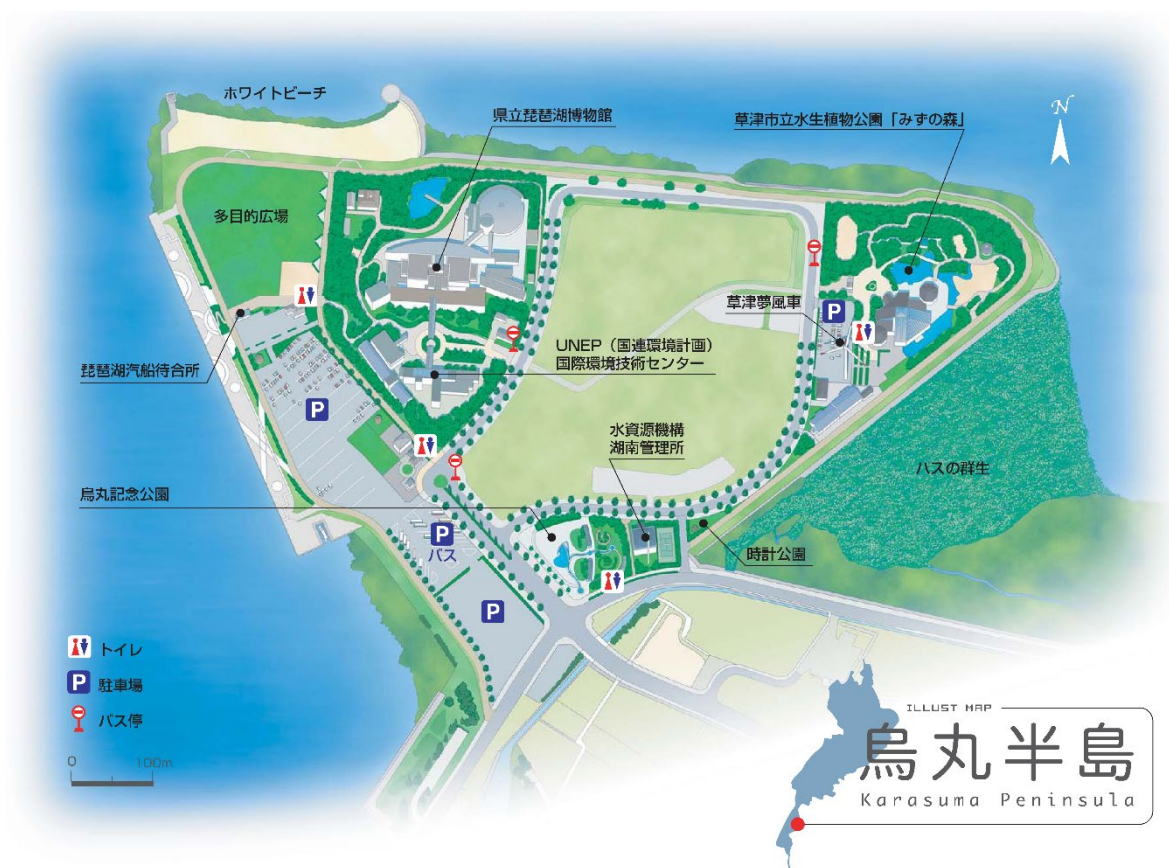 ホワイトビーチ
県立琵琶湖博物館
草津市立水生植物公園「みずの森」
N
多目的広場
草津夢風車
P
UNEP（国連環境計画）
国際環境技術センター
琵琶湖汽船待合所
P
水資源機構
湖南管理所
ハスの群生
烏丸記念公園
P
バス
時計公園
P
トイレ
P 駐車場
バス停
0 100m
ILLUST MAP
烏丸半島
Karasuma Peninsula